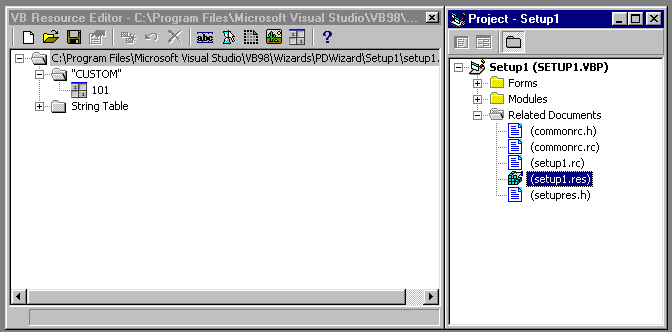 VB Resource Editor - C:\Program Files\Microsoft Visual Studio\VB98\...
abc
?
C:\Program Files\Microsoft Visual Studio\VB98\Wizards\PDWizard\Setup1\setup1.
"CUSTOM"
101
String Table
Project - Setup1
Setup1 (SETUP1.VBP)
Forms
Modules
Related Documents
(commonrc.h)
(commonrc.rc)
(setup1.rc)
(setup1.res)
(setupres.h)